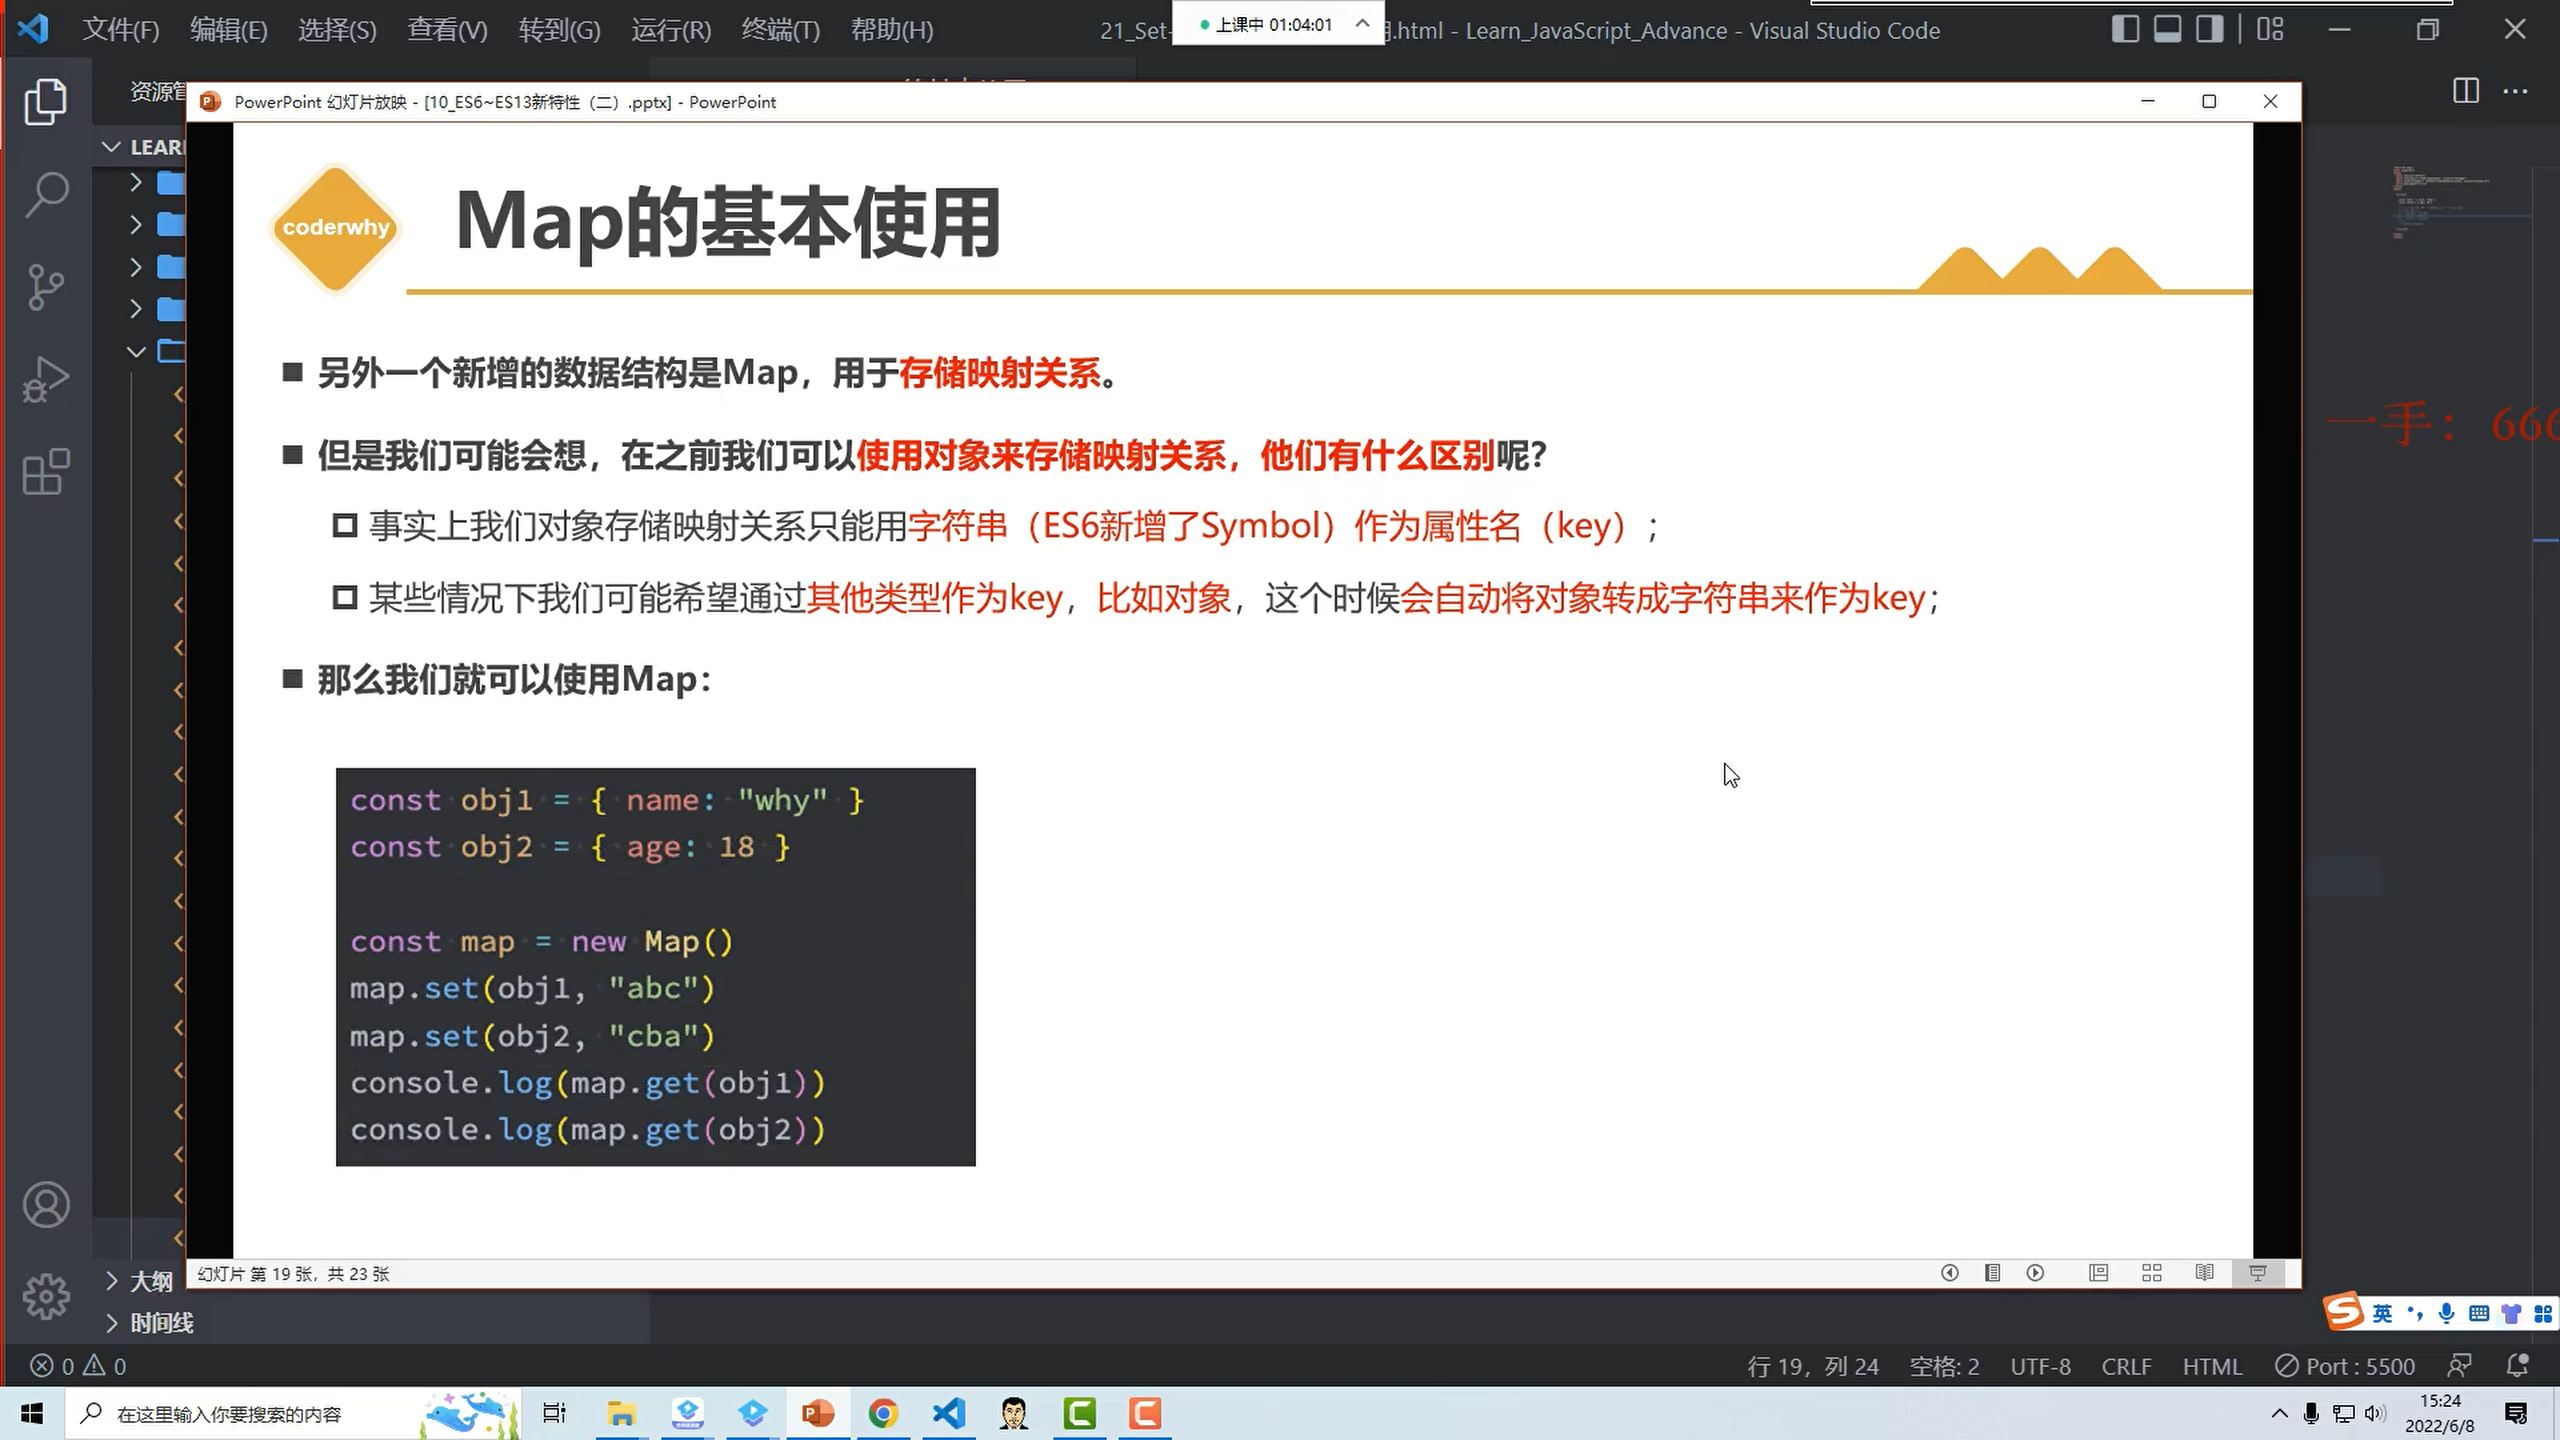 文件(F) 编辑(E) 选择(S) 查看(V) 转到(G) 运行(R) 终端(T) 帮助(H)
21_Set-
上课中 01:04:01
.html - Learn_JavaScript_Advance - Visual Studio Code
资源管
PowerPoint 幻灯片放映 - [10_ES6~ES13新特性（二）.pptx] - PowerPoint
LEARN
coderwhy
Map的基本使用
另外一个新增的数据结构是Map，用于存储映射关系。
一手：666
但是我们可能会想，在之前我们可以使用对象来存储映射关系，他们有什么区别呢？
事实上我们对象存储映射关系只能用字符串（ES6新增了Symbol）作为属性名（key）；
某些情况下我们可能希望通过其他类型作为key，比如对象，这个时候会自动将对象转成字符串来作为key；
那么我们就可以使用Map：
const obj1 = { name: "why" }
const obj2 = { age: 18 }
const map = new Map()
map.set(obj1, "abc")
map.set(obj2, "cba")
console.log(map.get(obj1))
console.log(map.get(obj2))
幻灯片 第 19 张，共 23 张
大纲
时间线
英
0 0
行 19，列 24 空格: 2 UTF-8 CRLF HTML Port : 5500
在这里输入你要搜索的内容
15:24
2022/6/8